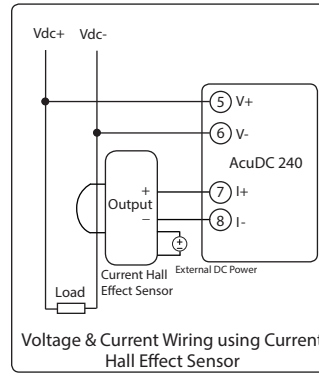 Vdc+ Vdc-
5 V+
6 V-
AcuDC 240
+ 7 I+
Output
− 8 I-
+
−
External DC Power
Current Hall
Effect Sensor
Load
Voltage & Current Wiring using Current
Hall Effect Sensor